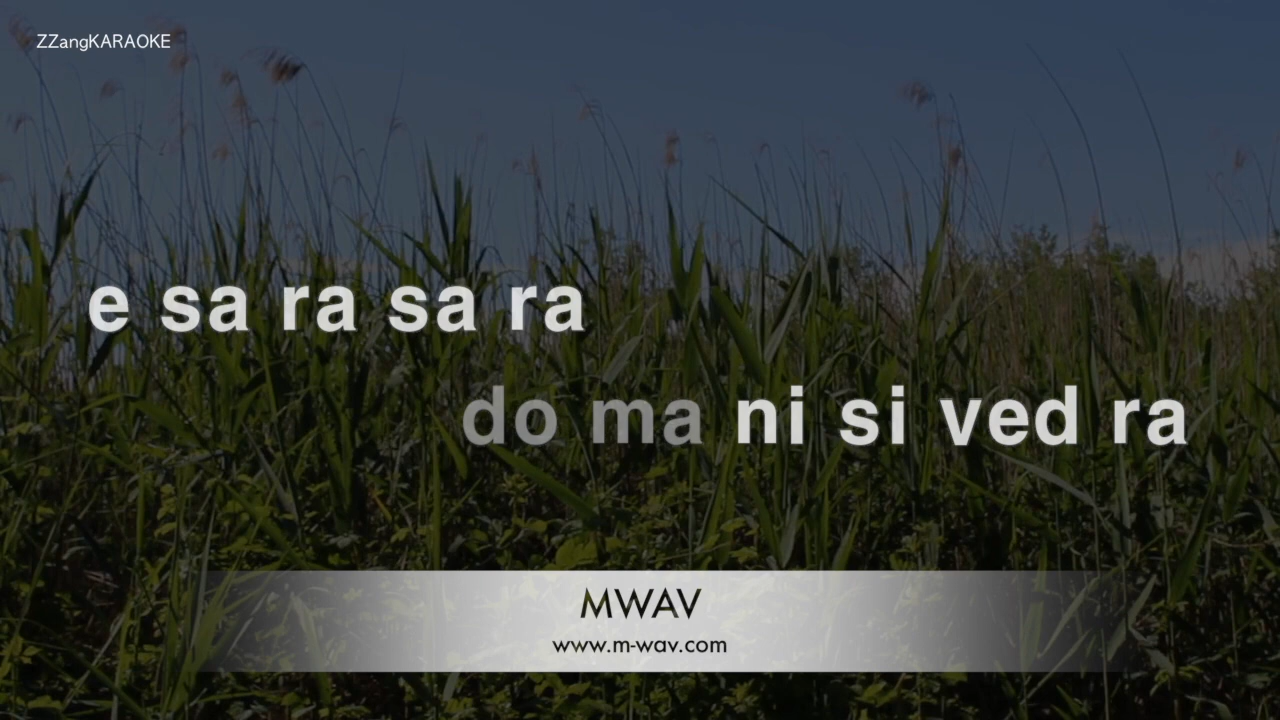 ZZangKARAOKE
e sa ra sa ra
do ma ni si ved ra
MWAV
www.m-wav.com